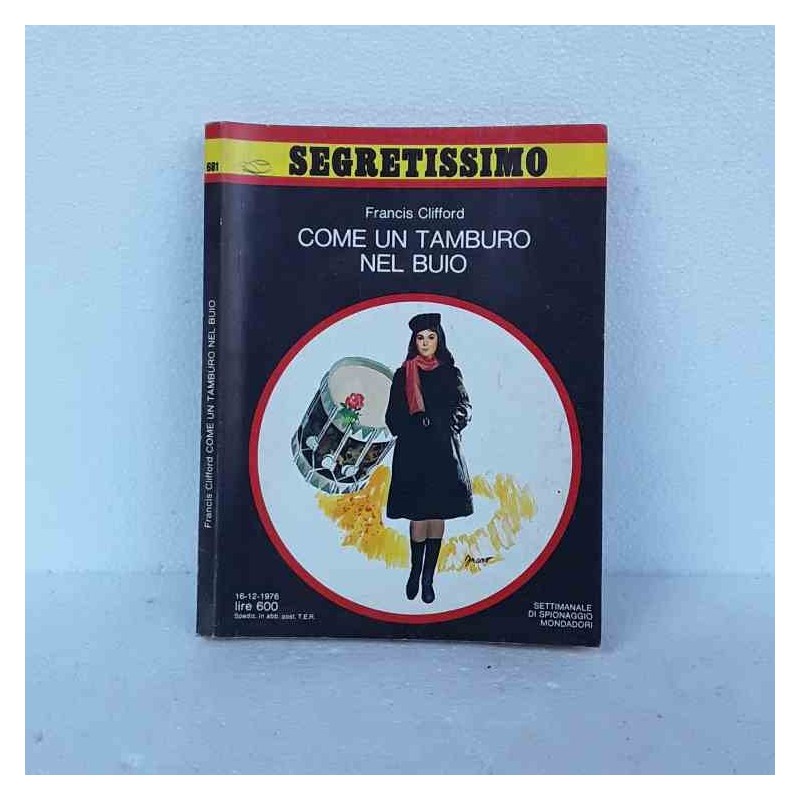 681
SEGRETISSIMO
Francis Clifford
COME UN TAMBURO
NEL BUIO
Francis Clifford COME UN TAMBURO NEL BUIO
16-12-1976
lire 600
Spediz. in abb. post. T.E.R.
SETTIMANALE
DI SPIONAGGIO
MONDADORI